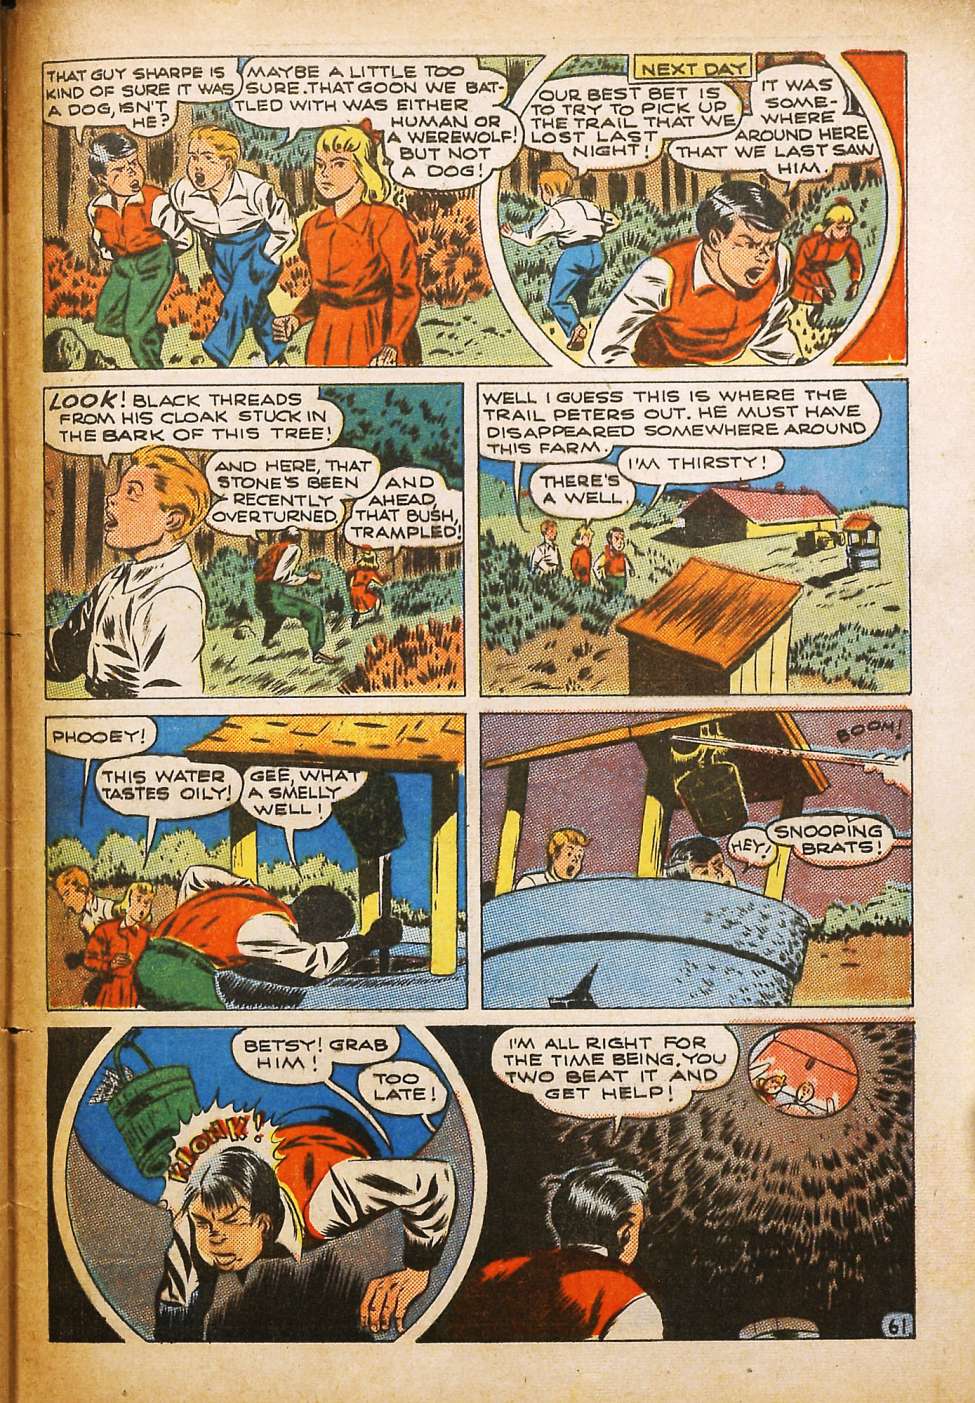 THAT GUY SHARPE IS
KIND OF SURE IT WAS
A DOG, ISN'T
HE?
MAYBE A LITTLE TOO
SURE. THAT GOON WE BAT-
TLED WITH WAS EITHER
HUMAN OR
A WEREWOLF!
BUT NOT
A DOG!
NEXT DAY
OUR BEST BET IS
TO TRY TO PICK UP
THE TRAIL THAT WE
LOST LAST
NIGHT!
IT WAS
SOME-
WHERE
AROUND HERE
THAT WE LAST SAW
HIM.
LOOK! BLACK THREADS
FROM HIS CLOAK STUCK IN
THE BARK OF THIS TREE!
AND HERE, THAT
STONE'S BEEN
RECENTLY
OVERTURNED
AND
AHEAD,
THAT BUSH,
TRAMPLED!
WELL I GUESS THIS IS WHERE THE
TRAIL PETERS OUT. HE MUST HAVE
DISAPPEARED SOMEWHERE AROUND
THIS FARM.
I'M THIRSTY!
THERE'S
A WELL.
PHOOEY!
THIS WATER
TASTES OILY!
GEE, WHAT
A SMELLY
WELL!
BOOM!
HEY!
SNOOPING
BRATS!
BETSY! GRAB
HIM!
TOO
LATE!
KLONK!
I'M ALL RIGHT FOR
THE TIME BEING. YOU
TWO BEAT IT AND
GET HELP!
61